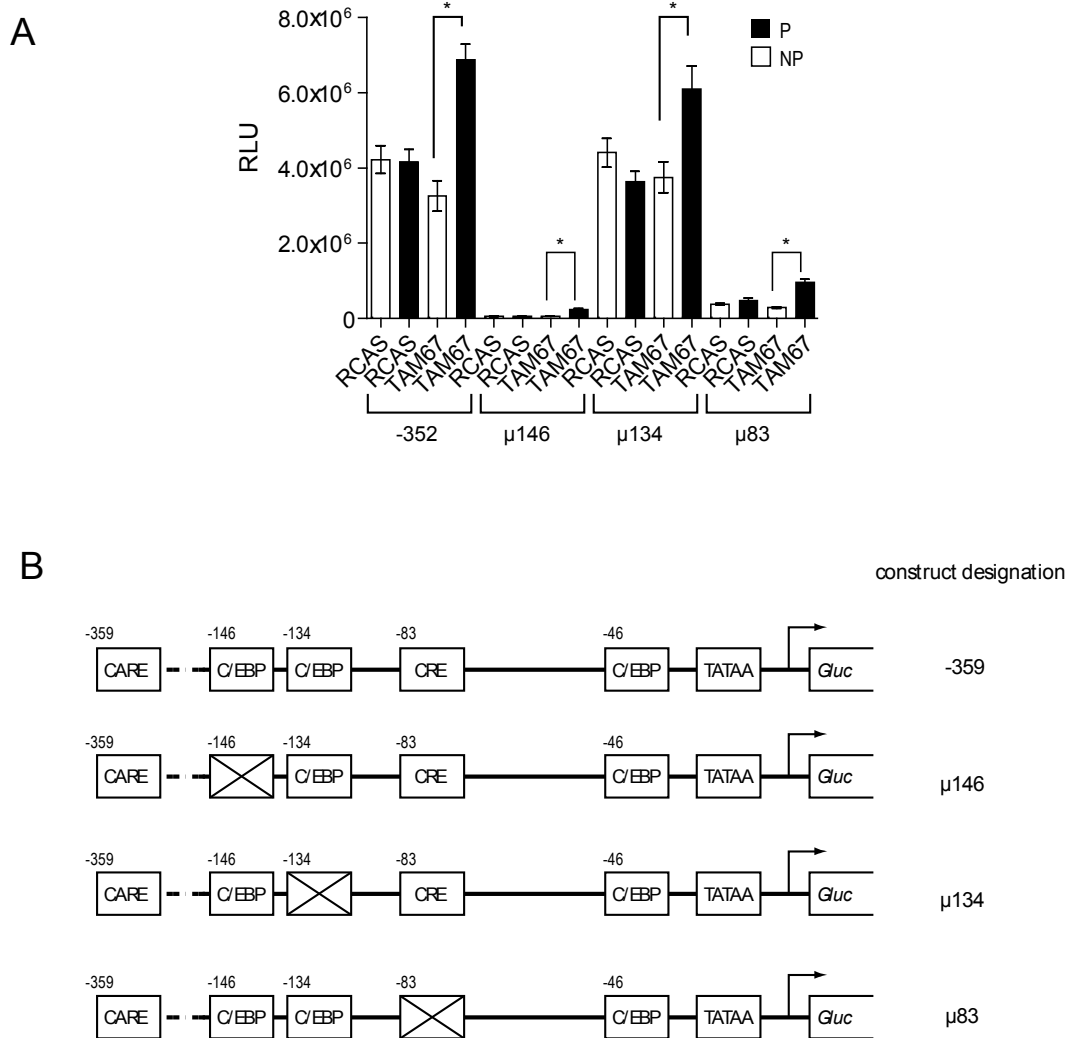 A
RLU
8.0x10⁶
6.0x10⁶
4.0x10⁶
2.0x10⁶
0
* * * *
P
NP
RCAS RCAS TAM67 TAM67 RCAS RCAS TAM67 TAM67 RCAS RCAS TAM67 TAM67 RCAS RCAS TAM67 TAM67
-352 µ146 µ134 µ83
B
construct designation
-359 -146 -134 -83 -46
CARE C/EBP C/EBP CRE C/EBP TATAA Gluc -359
-359 -146 -134 -83 -46
CARE C/EBP CRE C/EBP TATAA Gluc µ146
-359 -146 -134 -83 -46
CARE C/EBP CRE C/EBP TATAA Gluc µ134
-359 -146 -134 -83 -46
CARE C/EBP C/EBP C/EBP TATAA Gluc µ83